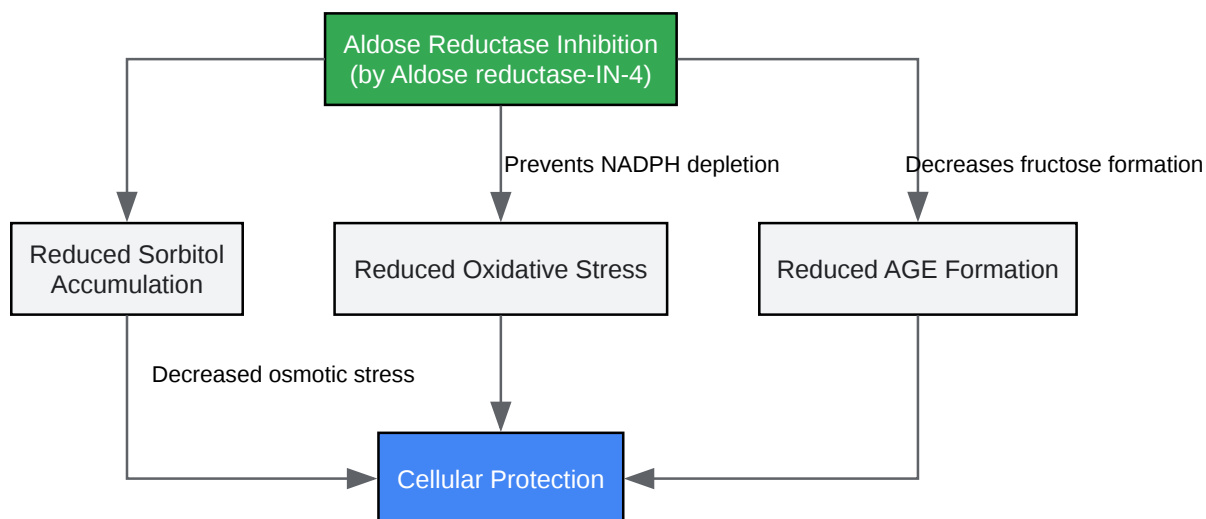 Aldose Reductase Inhibition
(by Aldose reductase-IN-4)
Prevents NADPH depletion
Decreases fructose formation
Reduced Sorbitol
Accumulation
Reduced Oxidative Stress
Reduced AGE Formation
Decreased osmotic stress
Cellular Protection